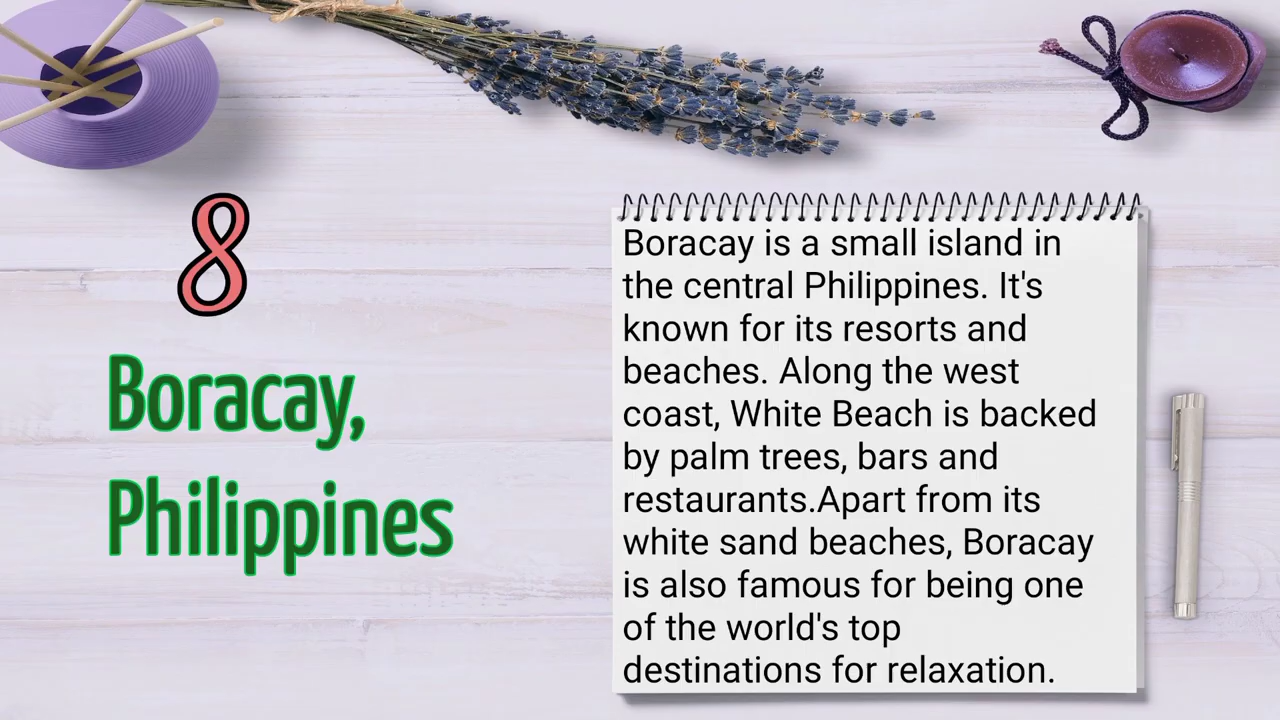 8
Boracay,
Philippines
Boracay is a small island in
the central Philippines. It's
known for its resorts and
beaches. Along the west
coast, White Beach is backed
by palm trees, bars and
restaurants.Apart from its
white sand beaches, Boracay
is also famous for being one
of the world's top
destinations for relaxation.